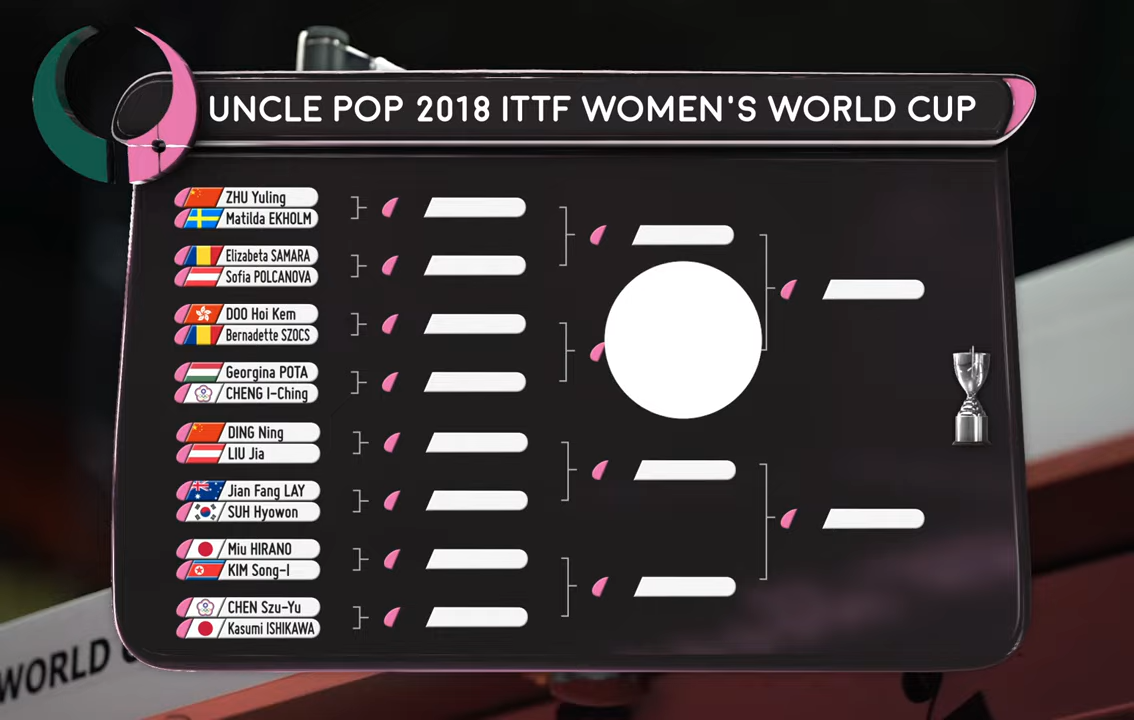 UNCLE POP 2018 ITTF WOMEN'S WORLD CUP
ZHU Yuling
Matilda EKHOLM
Elizabeta SAMARA
Sofia POLCANOVA
DOO Hoi Kem
Bernadette SZOCS
Georgina POTA
CHENG I-Ching
DING Ning
LIU Jia
Jian Fang LAY
SUH Hyowon
Miu HIRANO
KIM Song-I
CHEN Szu-Yu
Kasumi ISHIKAWA
WORLD